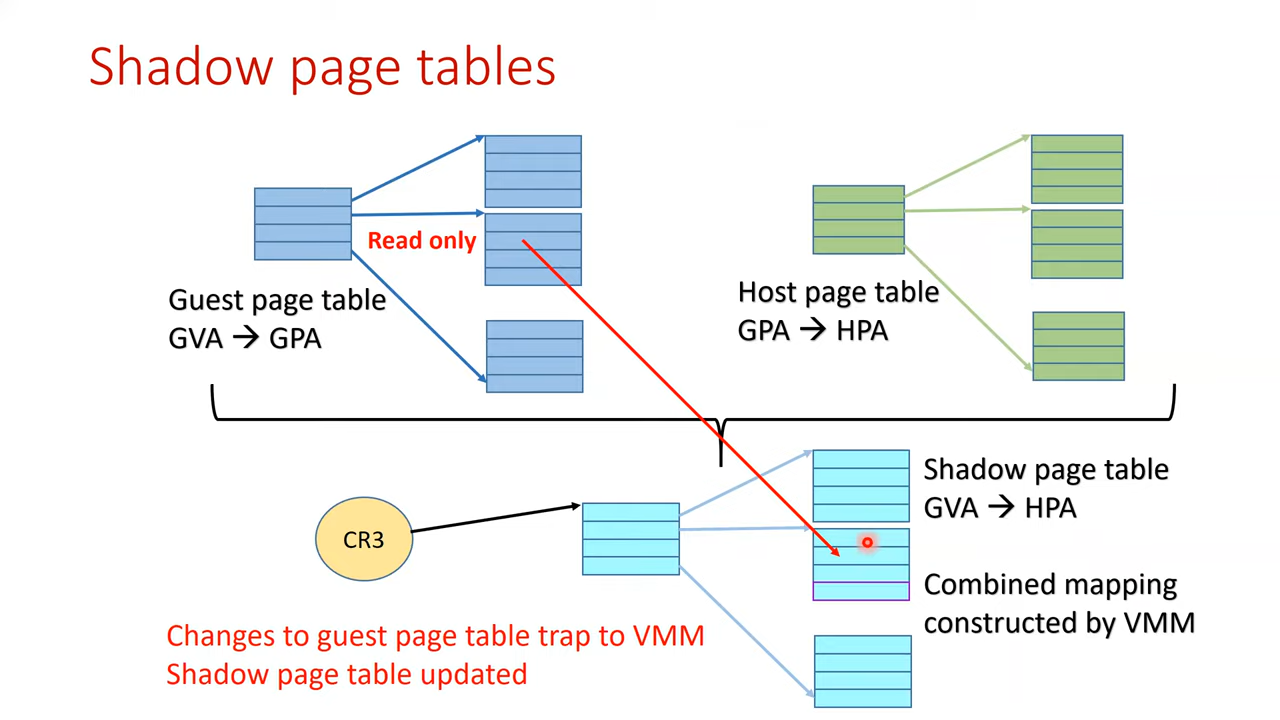 Shadow page tables
Read only
Guest page table
GVA → GPA
Host page table
GPA → HPA
Shadow page table
GVA → HPA
CR3
Combined mapping
constructed by VMM
Changes to guest page table trap to VMM
Shadow page table updated